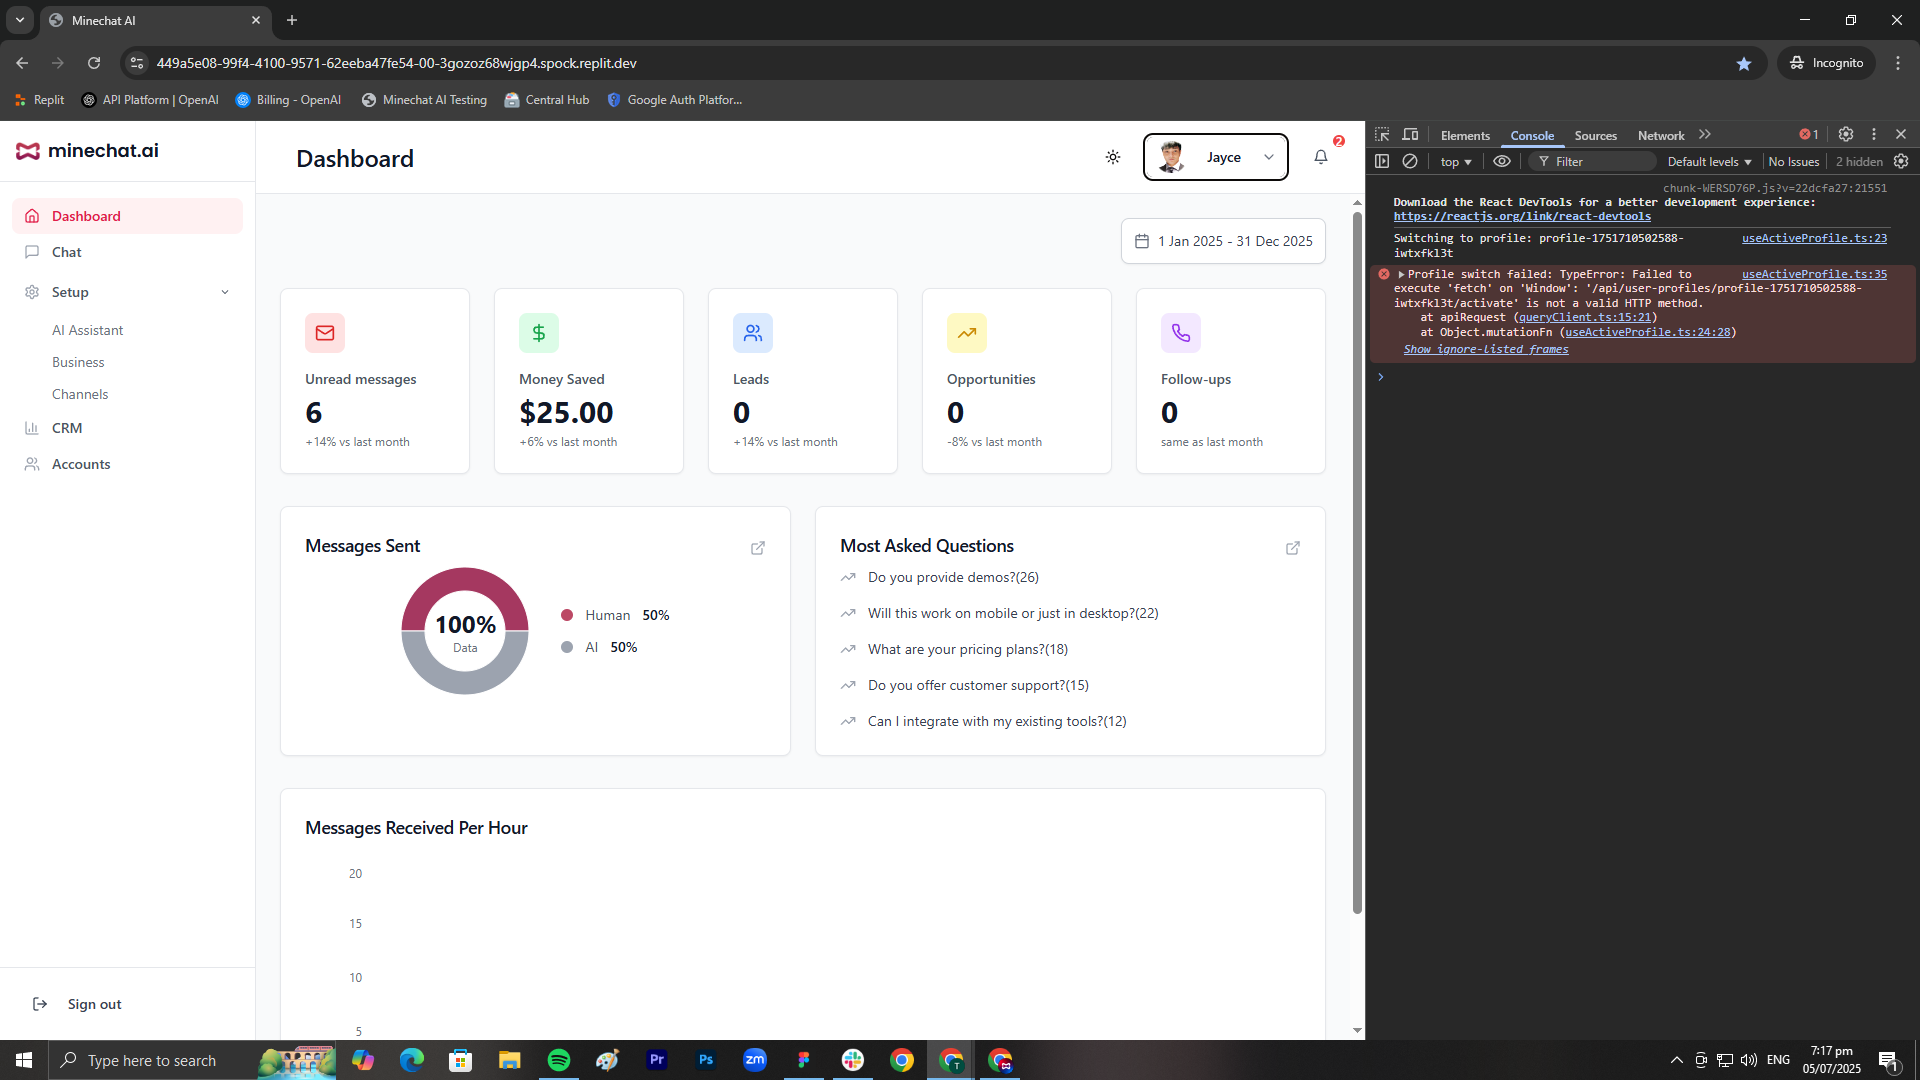 Minechat AI
449a5e08-99f4-4100-9571-62eeba47fe54-00-3gozoz68wjgp4.spock.replit.dev
Incognito
Replit
API Platform | OpenAI
Billing - OpenAI
Minechat AI Testing
Central Hub
Google Auth Platfor...
minechat.ai
Dashboard
Chat
Setup
AI Assistant
Business
Channels
CRM
Accounts
Sign out
Dashboard
Jayce
2
1 Jan 2025 - 31 Dec 2025
Unread messages
6
+14% vs last month
Money Saved
$25.00
+6% vs last month
Leads
0
+14% vs last month
Opportunities
0
-8% vs last month
Follow-ups
0
same as last month
Messages Sent
100%
Data
Human 50%
AI 50%
Most Asked Questions
Do you provide demos?(26)
Will this work on mobile or just in desktop?(22)
What are your pricing plans?(18)
Do you offer customer support?(15)
Can I integrate with my existing tools?(12)
Messages Received Per Hour
20
15
10
5
Elements
Console
Sources
Network
1
top
Filter
Default levels
No Issues
2 hidden
chunk-WERSD76P.js?v=22dcfa27:21551
Download the React DevTools for a better development experience:
https://reactjs.org/link/react-devtools
Switching to profile: profile-1751710502588- useActiveProfile.ts:23
iwtxfkl3t
Profile switch failed: TypeError: Failed to useActiveProfile.ts:35
execute 'fetch' on 'Window': '/api/user-profiles/profile-1751710502588-
iwtxfkl3t/activate' is not a valid HTTP method.
at apiRequest (queryClient.ts:15:21)
at Object.mutationFn (useActiveProfile.ts:24:28)
Show ignore-listed frames
Type here to search
Pr
Ps
zm
T
ENG
7:17 pm
05/07/2025
1